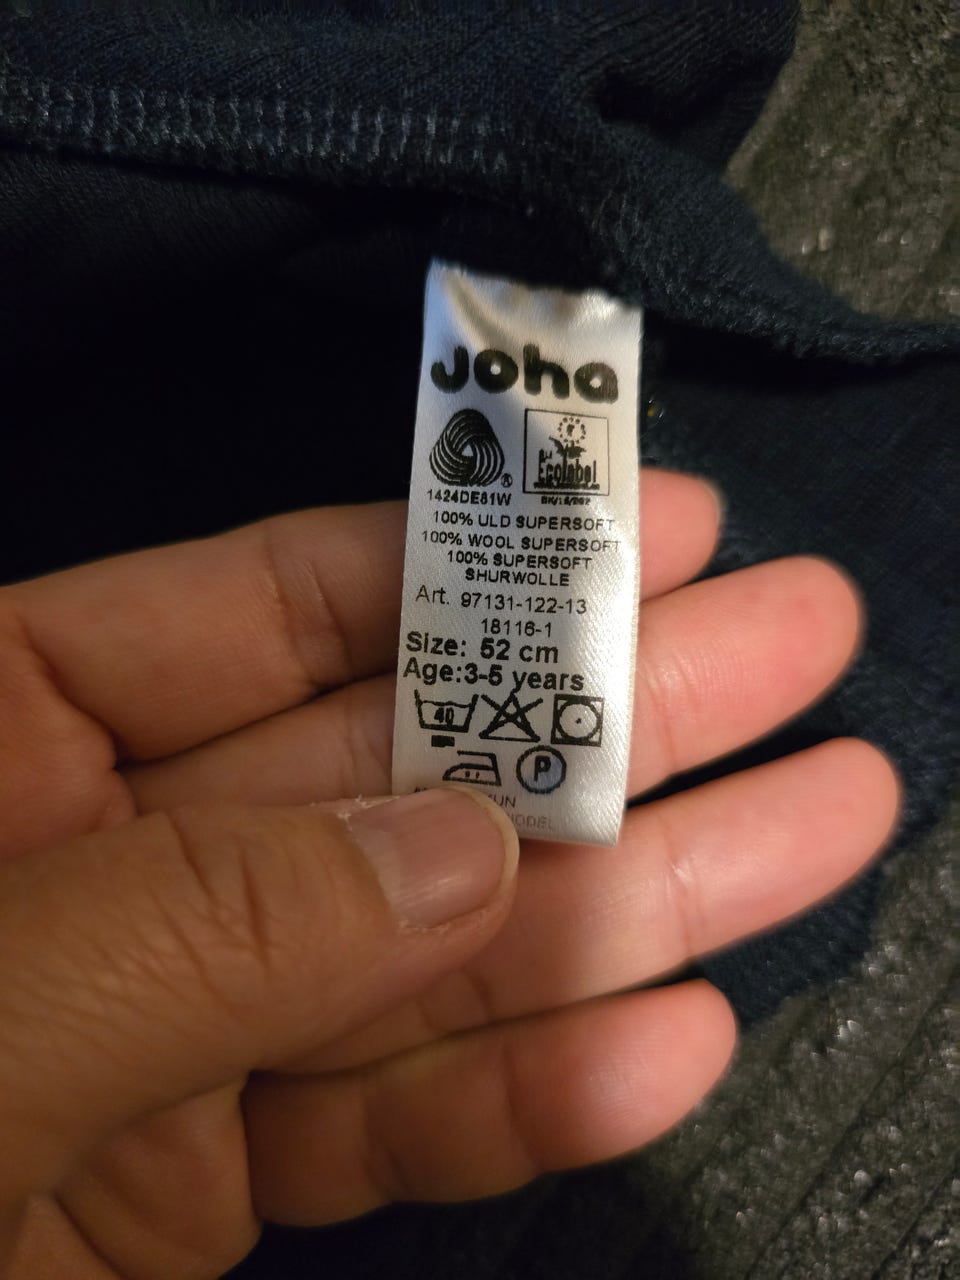 Joha
®
EU
Ecolabel
1424DE81W
100% ULD SUPERSOFT
100% WOOL SUPERSOFT
100% SUPERSOFT
SHURWOLLE
Art. 97131-122-13
18116-1
Size: 52 cm
Age:3-5 years
40
P